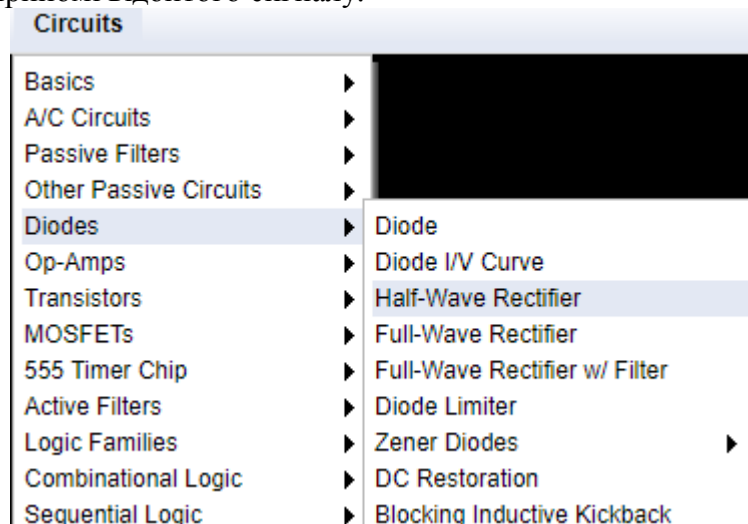 сигналу.
Circuits
Basics
A/C Circuits
Passive Filters
Other Passive Circuits
Diodes
Op-Amps
Transistors
MOSFETs
555 Timer Chip
Active Filters
Logic Families
Combinational Logic
Sequential Logic
Diode
Diode I/V Curve
Half-Wave Rectifier
Full-Wave Rectifier
Full-Wave Rectifier w/ Filter
Diode Limiter
Zener Diodes
DC Restoration
Blocking Inductive Kickback